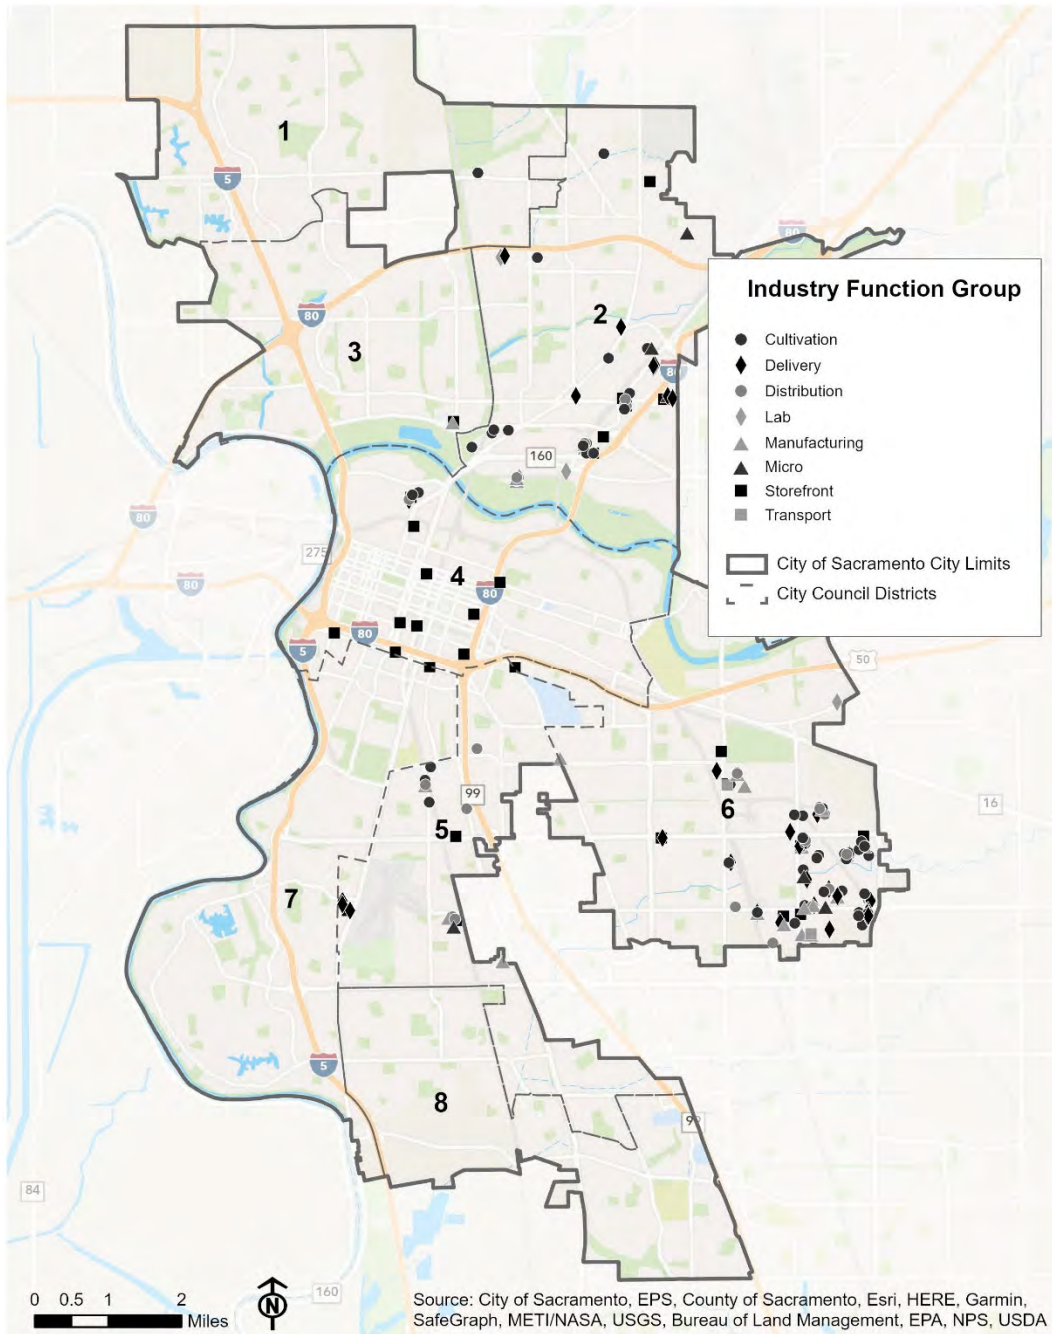 1
5
80
80
2
3
80
160
80
275
80
4
80
80
5
50
99
16
6
5
7
5
8
99
84
160
Industry Function Group
Cultivation
Delivery
Distribution
Lab
Manufacturing
Micro
Storefront
Transport
City of Sacramento City Limits
City Council Districts
0 0.5 1 2
Miles
N
Source: City of Sacramento, EPS, County of Sacramento, Esri, HERE, Garmin,
SafeGraph, METI/NASA, USGS, Bureau of Land Management, EPA, NPS, USDA